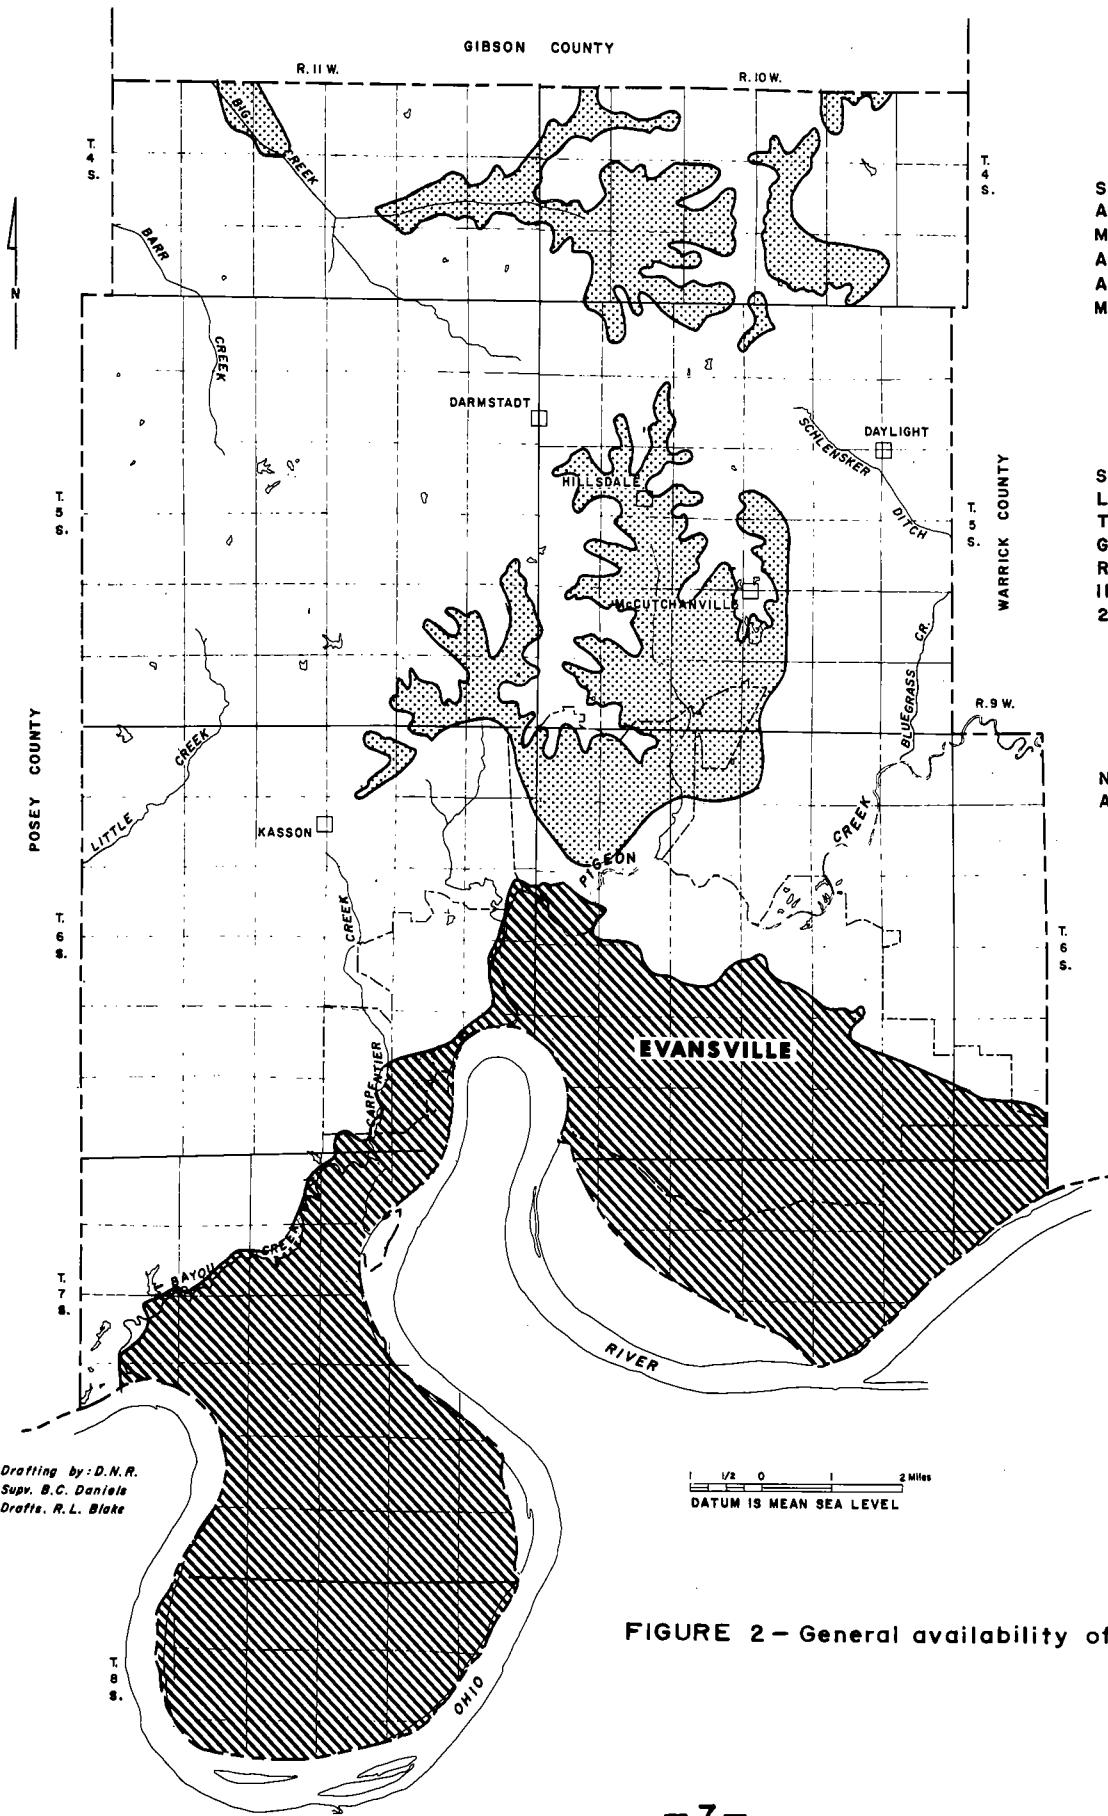 GIBSON COUNTY
R. 11 W.
R. 10 W.
T.
4
S.
T.
4
S.
BIG
CREEK
BARR
CREEK
N
S
A
M
A
A
M
DARMSTADT
DAYLIGHT
SCHLENSKER
DITCH
HILLSDALE
T.
5
S.
T.
5
S.
WARRICK COUNTY
S
L
T
G
R
II
2
McCUTCHANVILLE
BLUEGRASS CR.
R. 9 W.
POSEY COUNTY
LITTLE
CREEK
KASSON
N
A
CREEK
PIGEON
CREEK
T.
6
S.
T.
6
S.
EVANSVILLE
CARPENTIER
CREEK
BAYOU
T.
7
S.
RIVER
Drafting by: D.N.R.
Supv. B.C. Daniels
Drafts. R.L. Blake
1 1/2 0 1 2 Miles
DATUM IS MEAN SEA LEVEL
FIGURE 2 – General availability of
T.
8
S.
OHIO
— 7 —